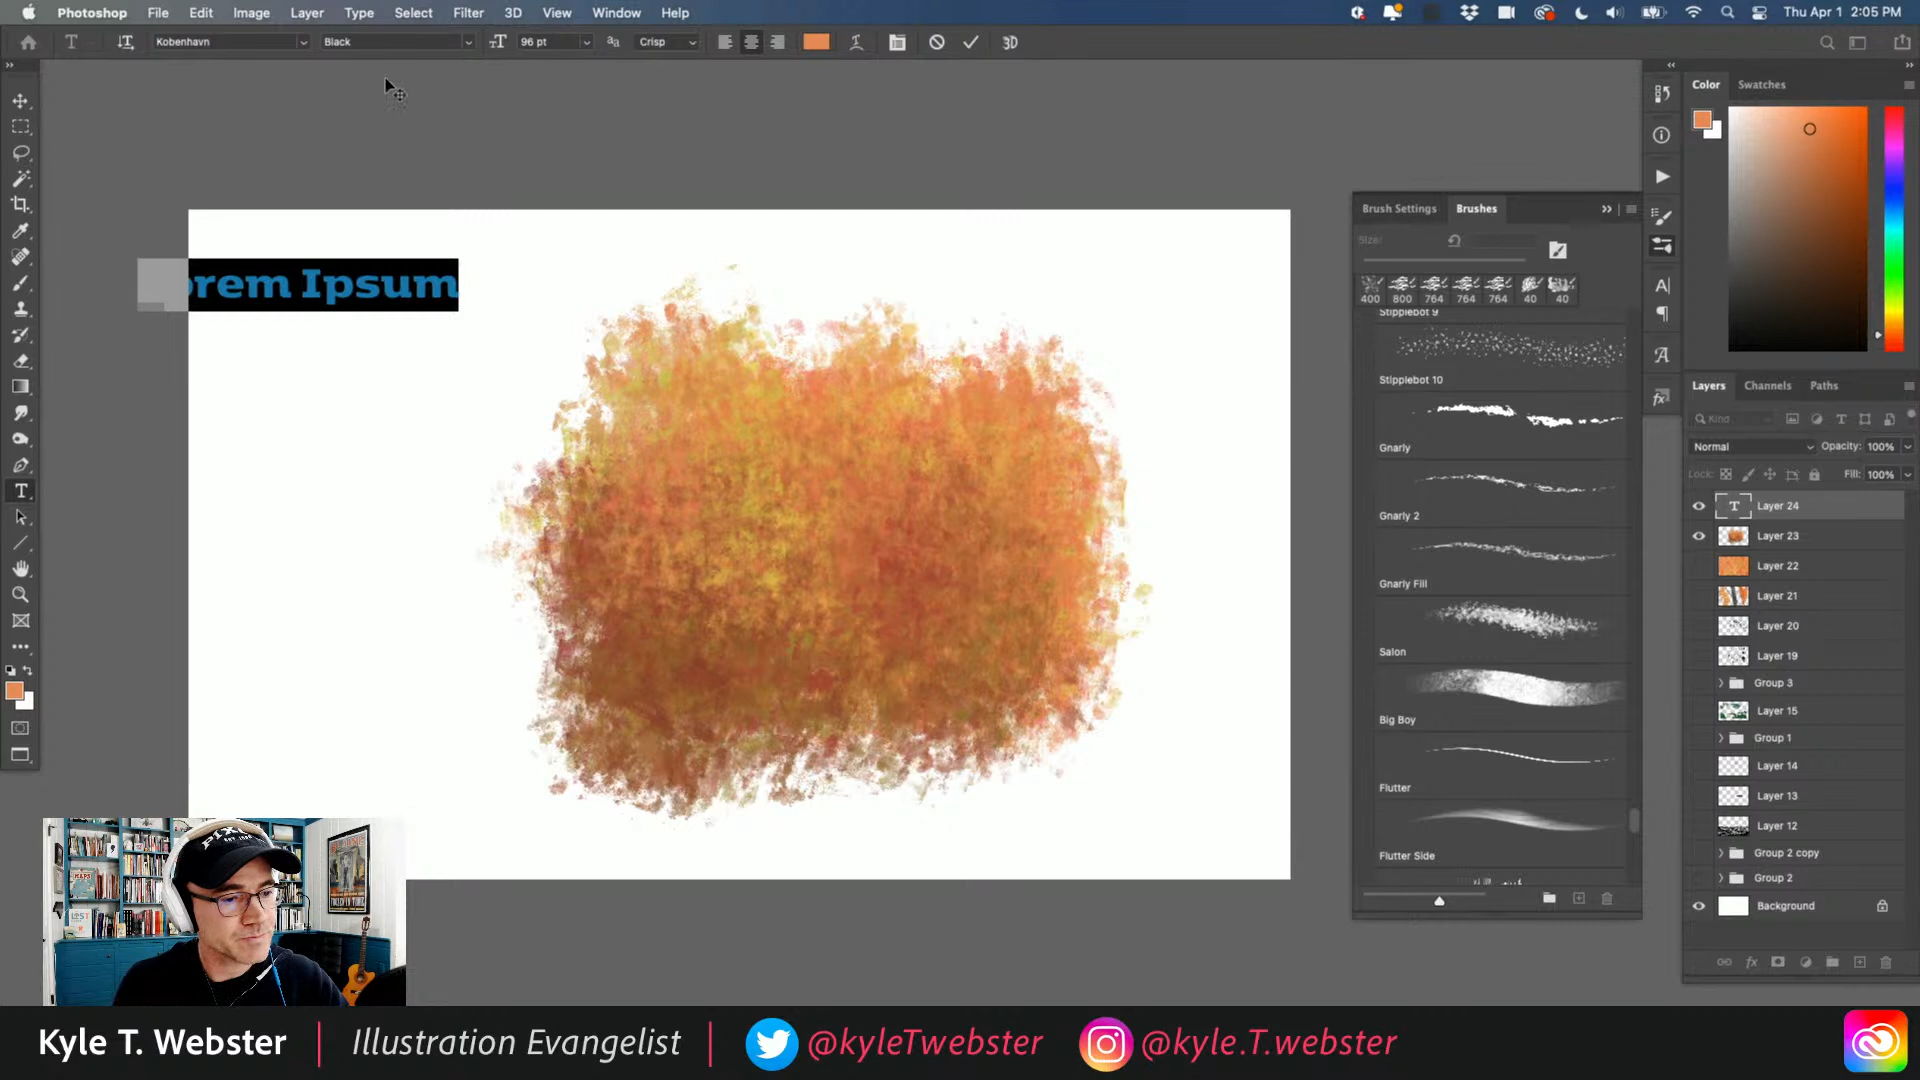 Photoshop File Edit Image Layer Type Select Filter 3D View Window Help Thu Apr 1 2:05 PM
T Kobenhavn Black 96 pt Crisp 3D
Color Swatches
Brush Settings Brushes
Size:
400 800 764 764 764 40 40
orem Ipsum
Stipplebot 9
Stipplebot 10
Gnarly
Gnarly 2
Gnarly Fill
Salon
Big Boy
Flutter
Flutter Side
Layers Channels Paths
Kind
Normal Opacity: 100%
Lock: Fill: 100%
T Layer 24
Layer 23
Layer 22
Layer 21
Layer 20
Layer 19
Group 3
Layer 15
Group 1
Layer 14
Layer 13
Layer 12
Group 2 copy
Group 2
Background
Kyle T. Webster | Illustration Evangelist | @kyleTwebster @kyle.T.webster